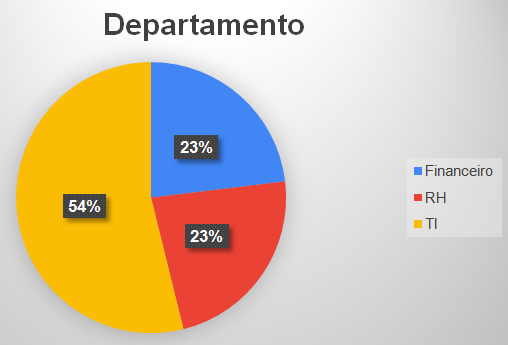 Departamento
23%
54%
23%
Financeiro
RH
TI